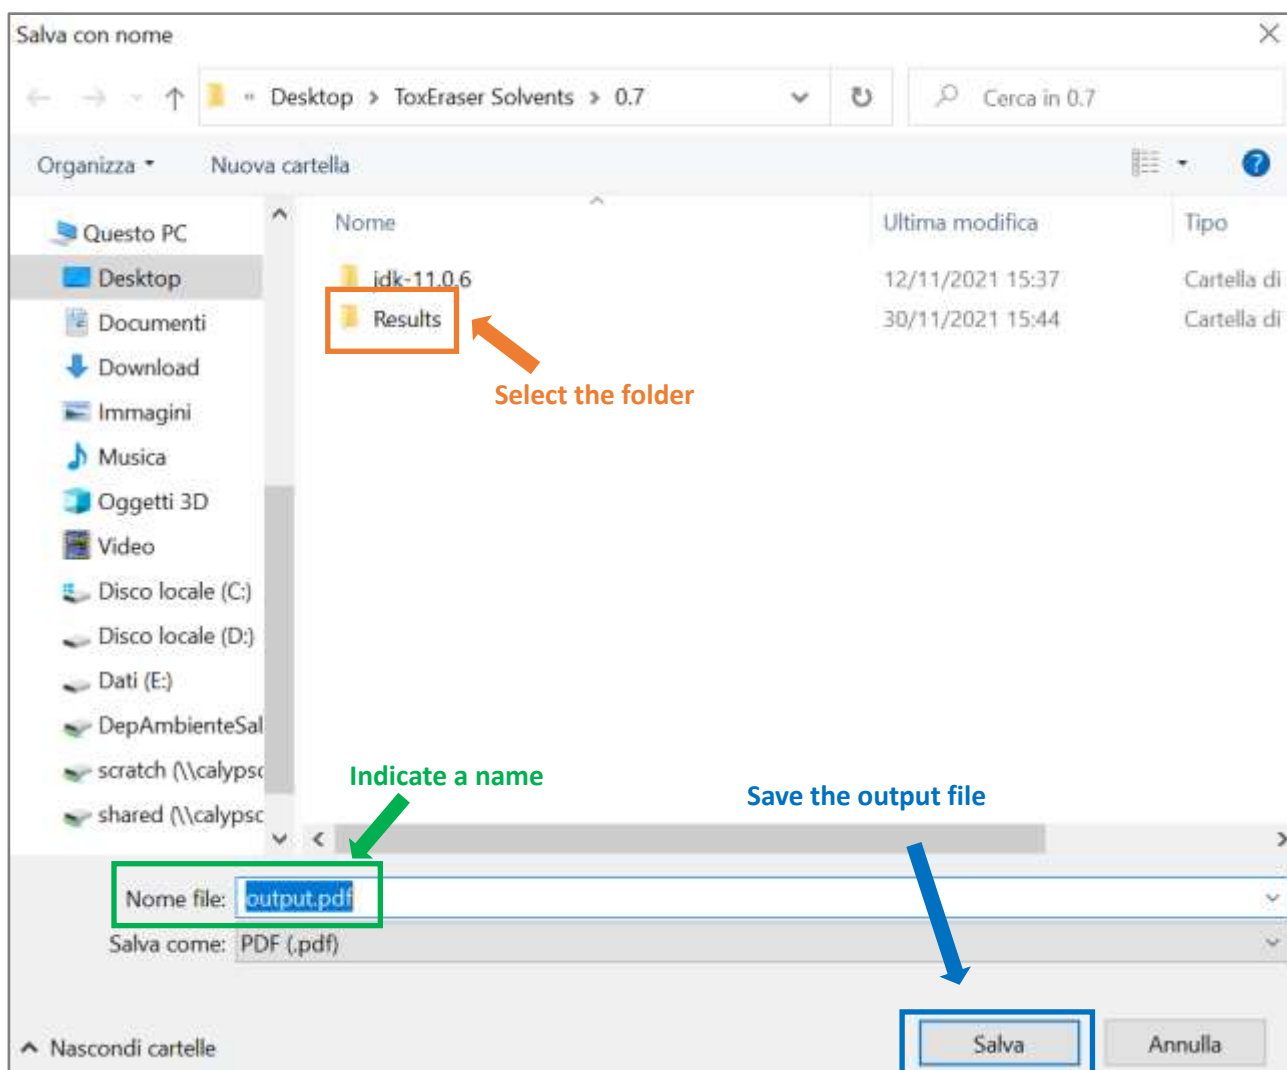 Salva con nome
« Desktop > ToxEraser Solvents > 0.7
Cerca in 0.7
Organizza
Nuova cartella
Nome
Ultima modifica
Tipo
Questo PC
Desktop
Documenti
Download
Immagini
Musica
Oggetti 3D
Video
Disco locale (C:)
Disco locale (D:)
Dati (E:)
DepAmbienteSal
scratch (\\calypsc
shared (\\calypsc
jdk-11.0.6
12/11/2021 15:37
Cartella di
Results
30/11/2021 15:44
Cartella di
Select the folder
Indicate a name
Save the output file
Nome file: output.pdf
Salva come: PDF (.pdf)
Nascondi cartelle
Salva
Annulla